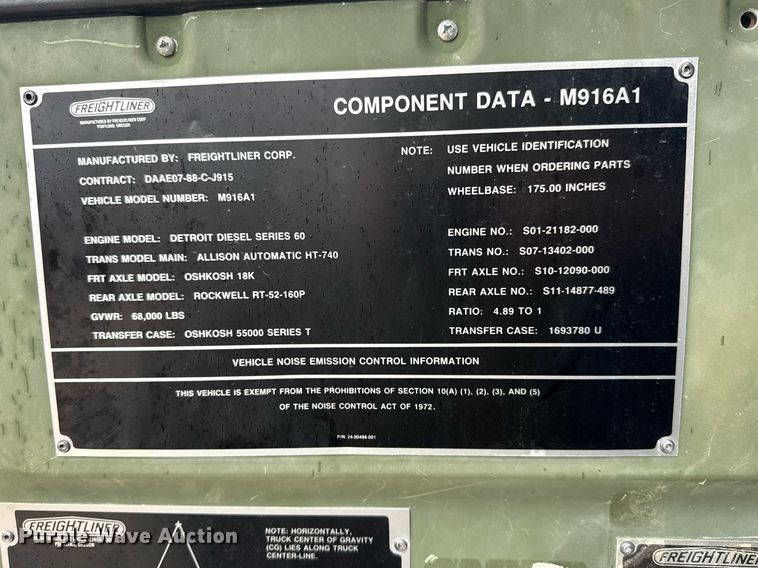 FREIGHTLINER
MANUFACTURED BY FREIGHTLINER CORP
PORTLAND, OREGON
COMPONENT DATA - M916A1
MANUFACTURED BY: FREIGHTLINER CORP.
CONTRACT: DAAE07-88-C-J915
VEHICLE MODEL NUMBER: M916A1
NOTE: USE VEHICLE IDENTIFICATION
NUMBER WHEN ORDERING PARTS
WHEELBASE: 175.00 INCHES
ENGINE MODEL: DETROIT DIESEL SERIES 60
TRANS MODEL MAIN: ALLISON AUTOMATIC HT-740
FRT AXLE MODEL: OSHKOSH 18K
REAR AXLE MODEL: ROCKWELL RT-52-160P
GVWR: 68,000 LBS
TRANSFER CASE: OSHKOSH 55000 SERIES T
ENGINE NO.: S01-21182-000
TRANS NO.: S07-13402-000
FRT AXLE NO.: S10-12090-000
REAR AXLE NO.: S11-14877-489
RATIO: 4.89 TO 1
TRANSFER CASE: 1693780 U
VEHICLE NOISE EMISSION CONTROL INFORMATION
THIS VEHICLE IS EXEMPT FROM THE PROHIBITIONS OF SECTION 10(A) (1), (2), (3), AND (5)
OF THE NOISE CONTROL ACT OF 1972.
P/N: 24-00498-001
FREIGHTLINER
NOTE: HORIZONTALLY,
TRUCK CENTER OF GRAVITY
(CG) LIES ALONG TRUCK
CENTER-LINE.
FREIGHTLINER
Purple Wave Auction